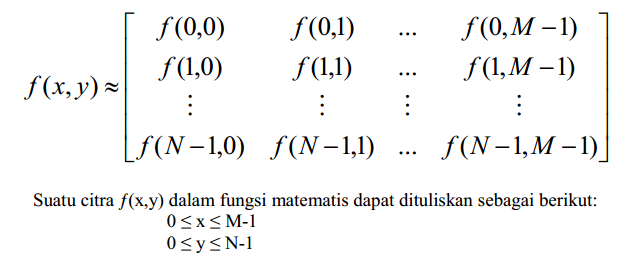 f(0,0) f(0,1) ... f(0,M−1)
f(1,0) f(1,1) ... f(1,M−1)
f(x,y) ≈
⋮ ⋮ ⋮ ⋮
f(N−1,0) f(N−1,1) ... f(N−1,M−1)
Suatu citra f(x,y) dalam fungsi matematis dapat dituliskan sebagai berikut:
0 ≤ x ≤ M-1
0 ≤ y ≤ N-1